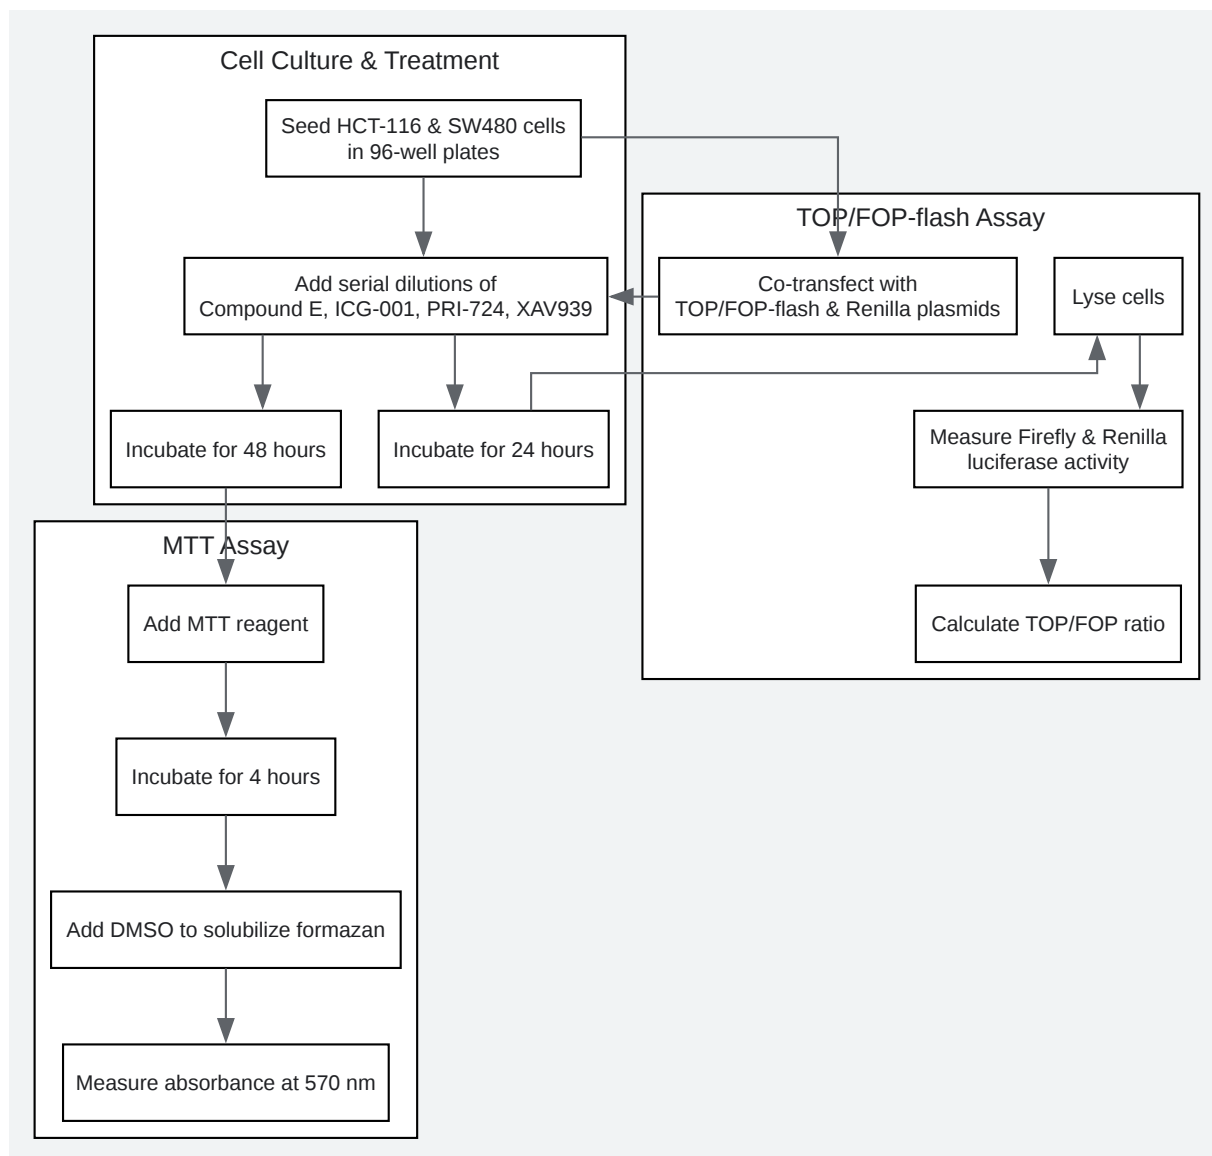 Cell Culture & Treatment
Seed HCT-116 & SW480 cells
in 96-well plates
Add serial dilutions of
Compound E, ICG-001, PRI-724, XAV939
Incubate for 48 hours
Incubate for 24 hours
TOP/FOP-flash Assay
Co-transfect with
TOP/FOP-flash & Renilla plasmids
Lyse cells
Measure Firefly & Renilla
luciferase activity
Calculate TOP/FOP ratio
MTT Assay
Add MTT reagent
Incubate for 4 hours
Add DMSO to solubilize formazan
Measure absorbance at 570 nm